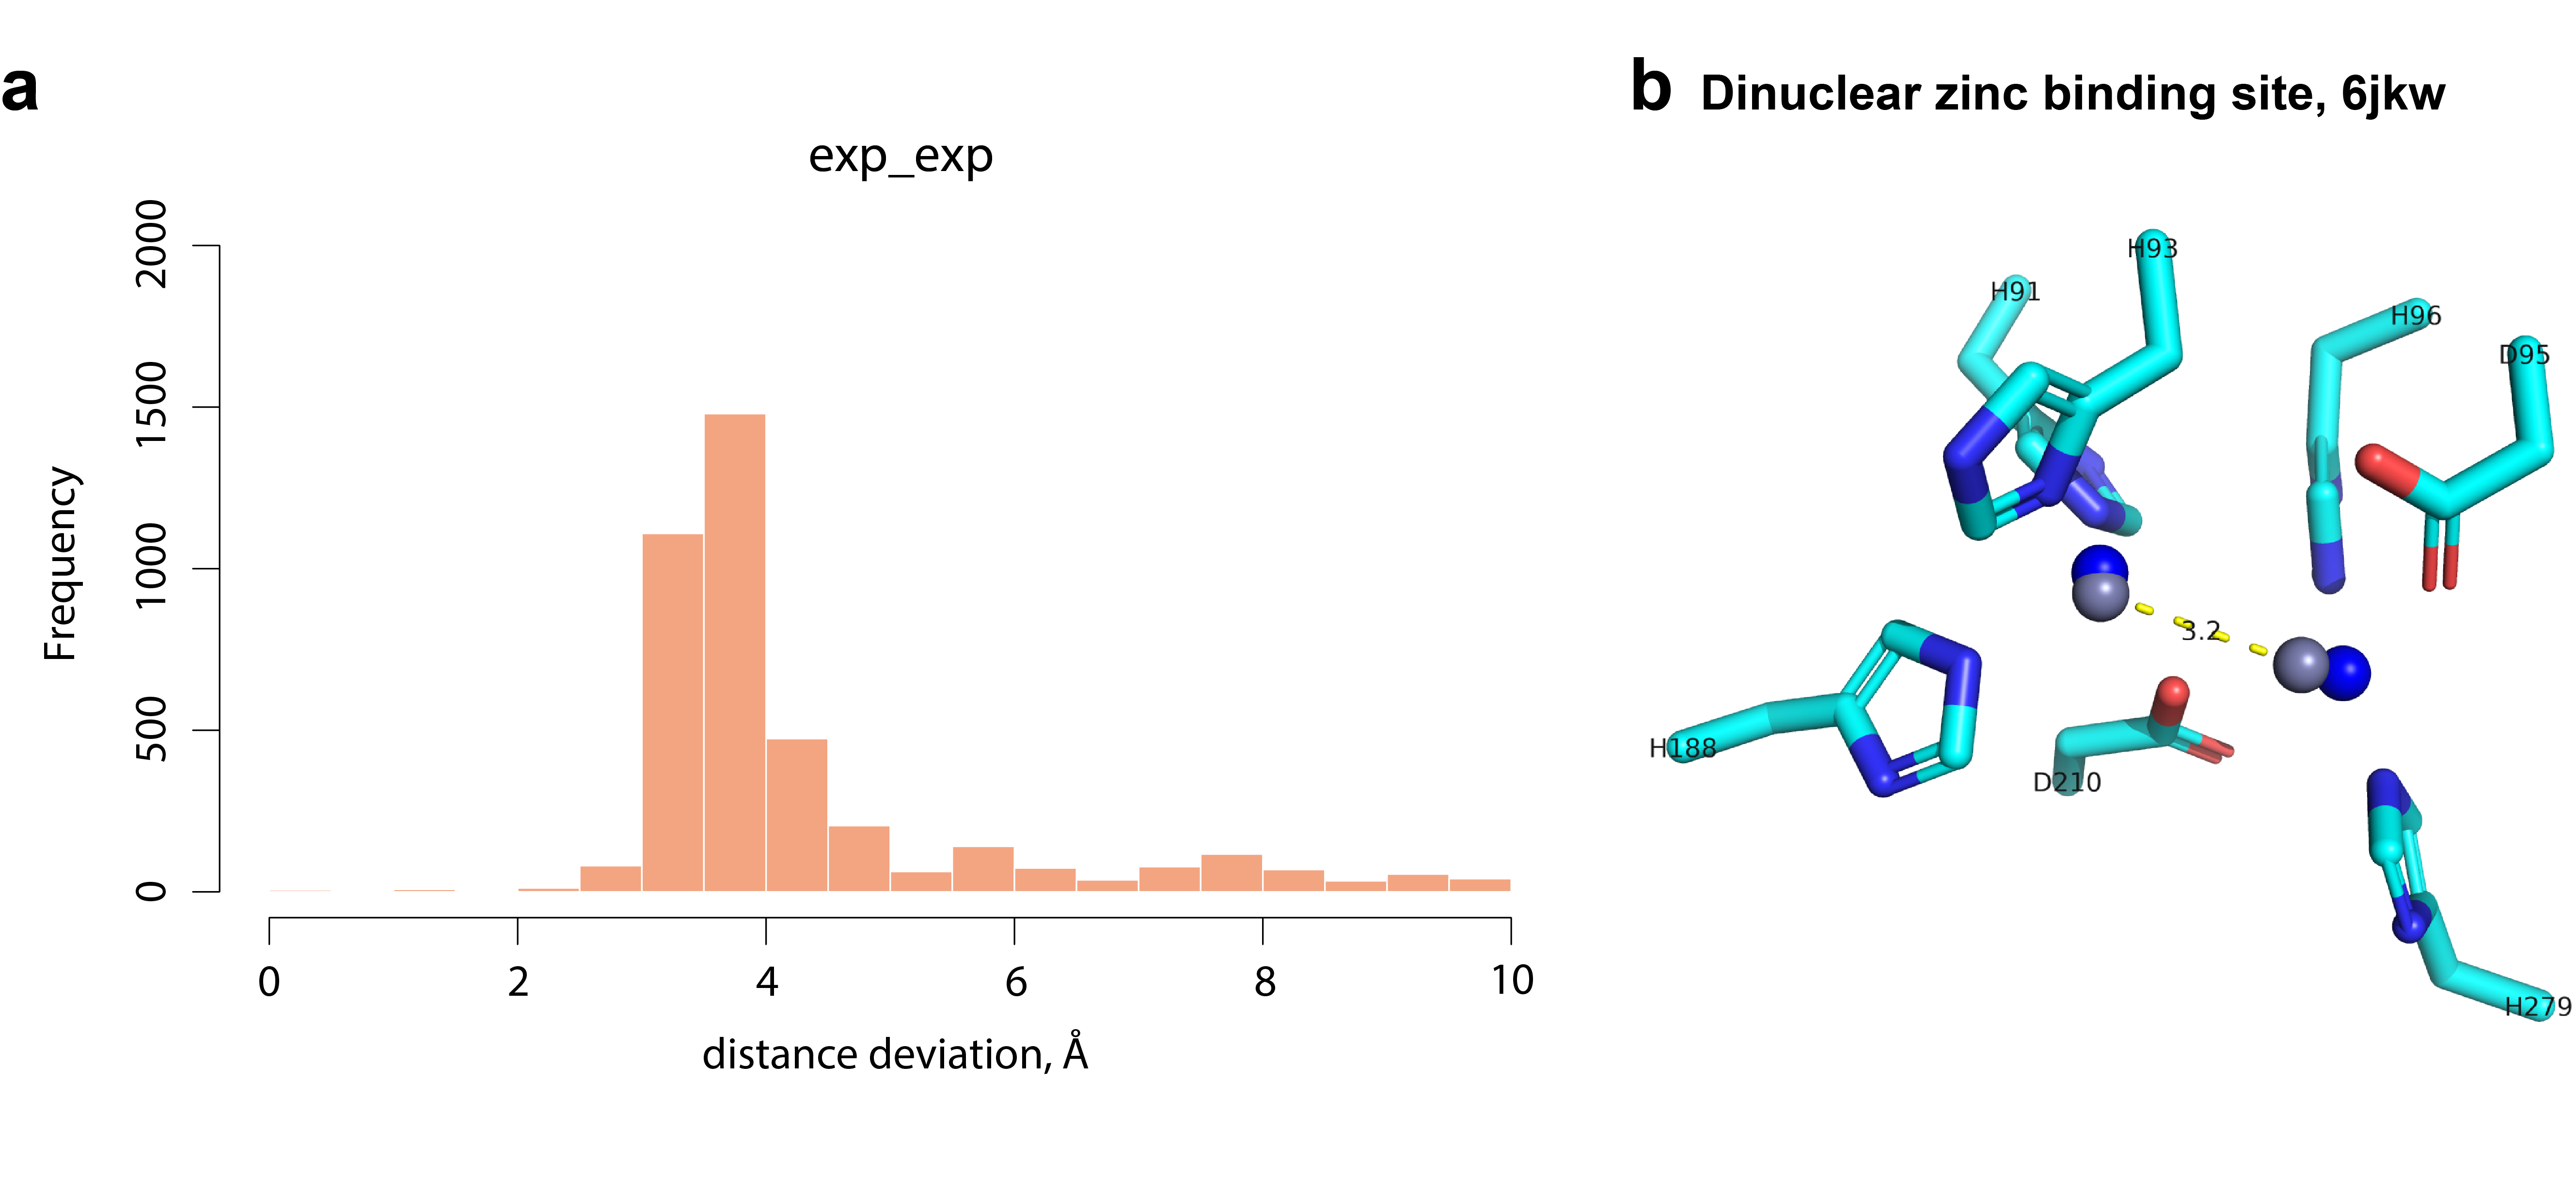 a
exp_exp
Frequency
2000
1500
1000
500
0
0 2 4 6 8 10
distance deviation, Å
b Dinuclear zinc binding site, 6jkw
H93
H91
H96
D95
3.2
H188
D210
H279